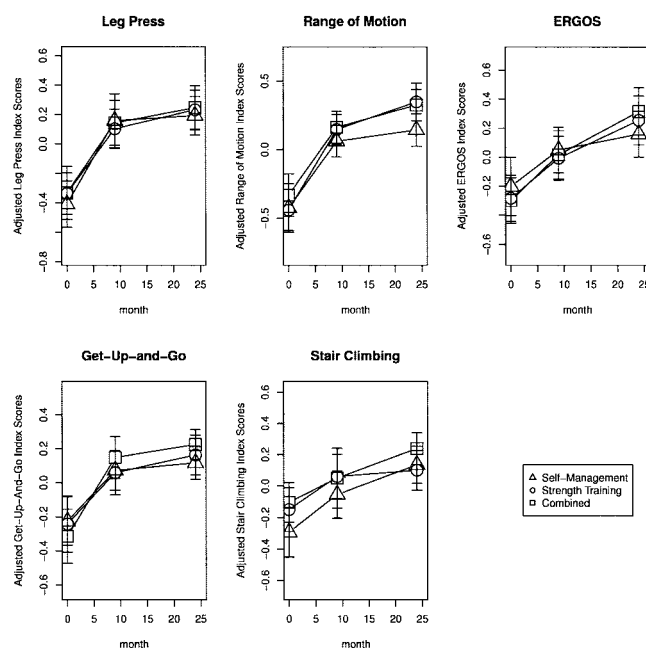 Leg Press
Adjusted Leg Press Index Scores
0.6
0.4
0.2
0.0
−0.4
−0.8
0 5 10 15 20 25
month
Range of Motion
Adjusted Range of Motion Index Scores
0.5
0.0
−0.5
0 5 10 15 20 25
month
ERGOS
Adjusted ERGOS Index Scores
0.6
0.4
0.2
0.0
−0.2
−0.6
0 5 10 15 20 25
month
Get−Up−and−Go
Adjusted Get−Up−And−Go Index Scores
0.4
0.2
0.0
−0.2
−0.4
−0.6
0 5 10 15 20 25
month
Stair Climbing
Adjusted Stair Climbing Index Scores
0.6
0.4
0.2
0.0
−0.2
−0.6
0 5 10 15 20 25
month
Self−Management
Strength Training
Combined